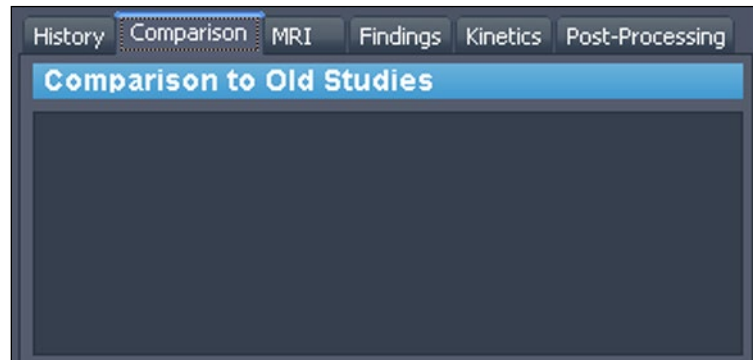 History Comparison MRI Findings Kinetics Post-Processing
Comparison to Old Studies